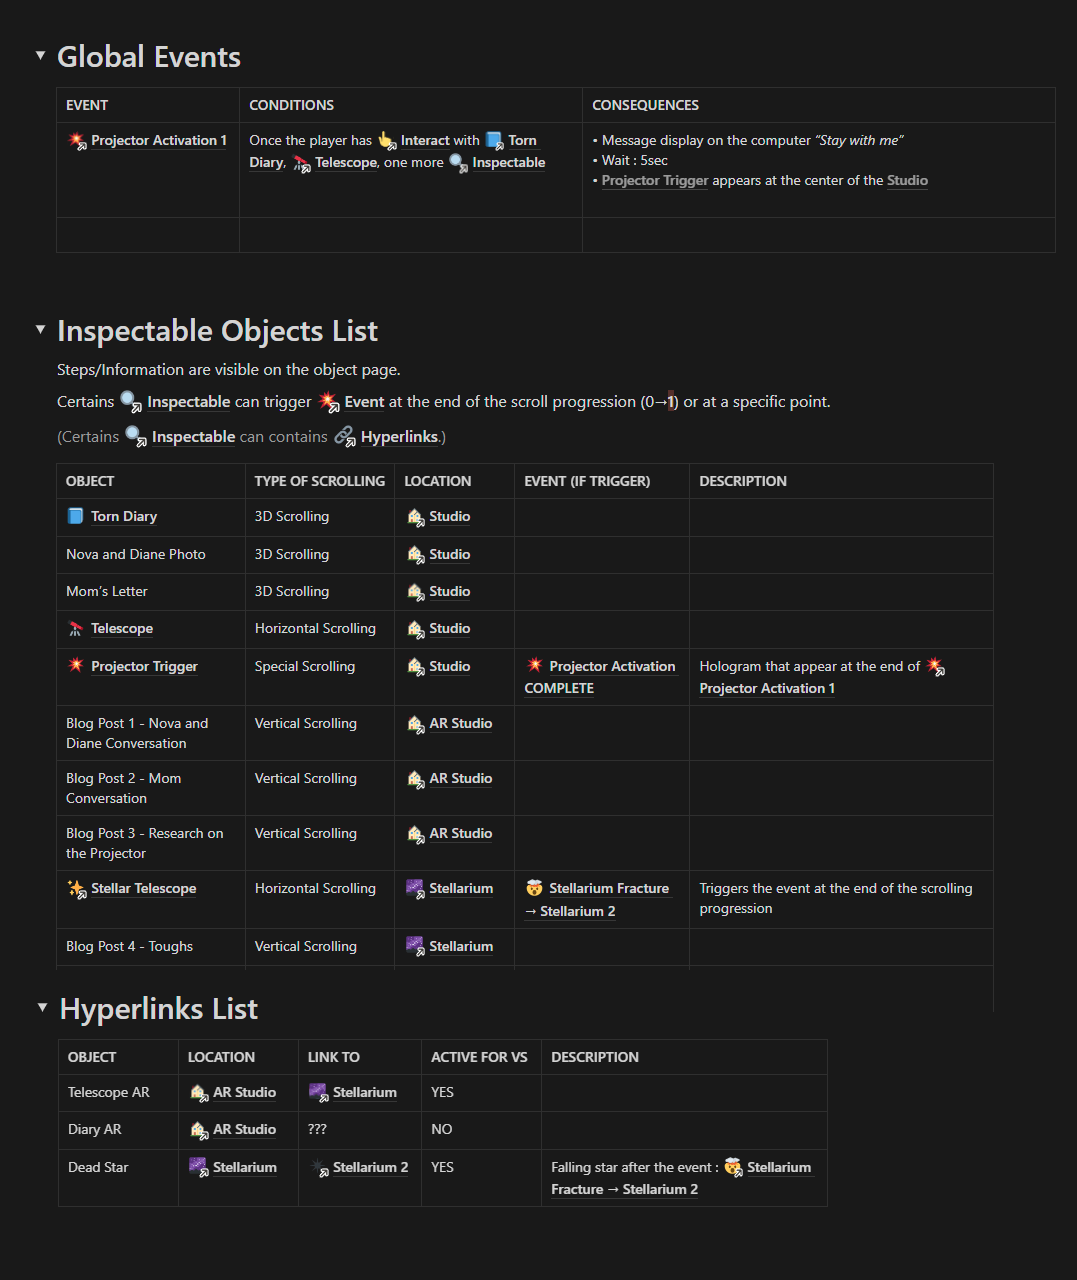 Global Events
EVENT CONDITIONS CONSEQUENCES
Projector Activation 1
Once the player has Interact with Torn
Diary, Telescope, one more Inspectable
• Message display on the computer “Stay with me”
• Wait : 5sec
• Projector Trigger appears at the center of the Studio
Inspectable Objects List
Steps/Information are visible on the object page.
Certains Inspectable can trigger Event at the end of the scroll progression (0→1) or at a specific point.
(Certains Inspectable can contains Hyperlinks.)
OBJECT TYPE OF SCROLLING LOCATION EVENT (IF TRIGGER) DESCRIPTION
Torn Diary 3D Scrolling Studio
Nova and Diane Photo 3D Scrolling Studio
Mom’s Letter 3D Scrolling Studio
Telescope Horizontal Scrolling Studio
Projector Trigger Special Scrolling Studio
Projector Activation
COMPLETE
Hologram that appear at the end of
Projector Activation 1
Blog Post 1 - Nova and
Diane Conversation
Vertical Scrolling AR Studio
Blog Post 2 - Mom
Conversation
Vertical Scrolling AR Studio
Blog Post 3 - Research on
the Projector
Vertical Scrolling AR Studio
Stellar Telescope Horizontal Scrolling Stellarium
Stellarium Fracture
→ Stellarium 2
Triggers the event at the end of the scrolling
progression
Blog Post 4 - Toughs Vertical Scrolling Stellarium
Hyperlinks List
OBJECT LOCATION LINK TO ACTIVE FOR VS DESCRIPTION
Telescope AR AR Studio Stellarium YES
Diary AR AR Studio ??? NO
Dead Star Stellarium Stellarium 2 YES
Falling star after the event : Stellarium
Fracture → Stellarium 2